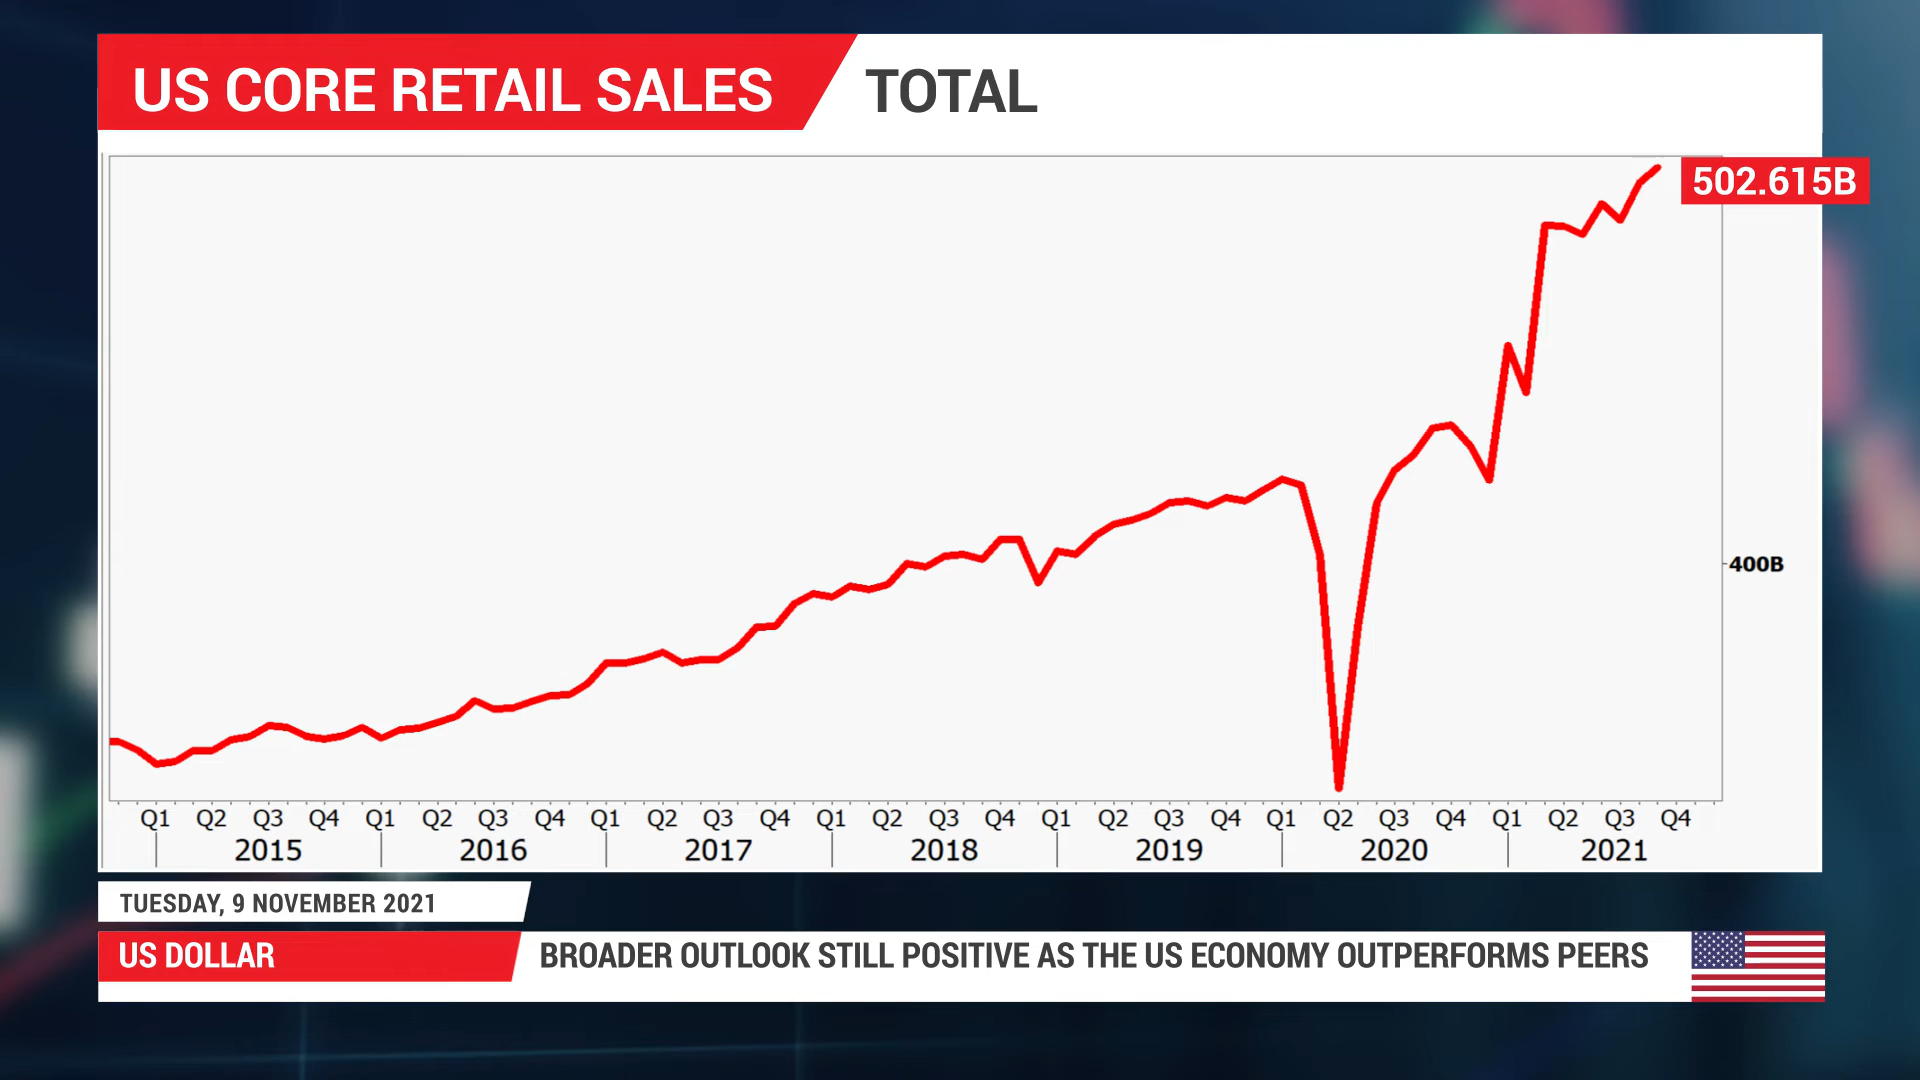 US CORE RETAIL SALES TOTAL
502.615B
400B
Q1 Q2 Q3 Q4 Q1 Q2 Q3 Q4 Q1 Q2 Q3 Q4 Q1 Q2 Q3 Q4 Q1 Q2 Q3 Q4 Q1 Q2 Q3 Q4 Q1 Q2 Q3 Q4
2015 2016 2017 2018 2019 2020 2021
TUESDAY, 9 NOVEMBER 2021
US DOLLAR BROADER OUTLOOK STILL POSITIVE AS THE US ECONOMY OUTPERFORMS PEERS